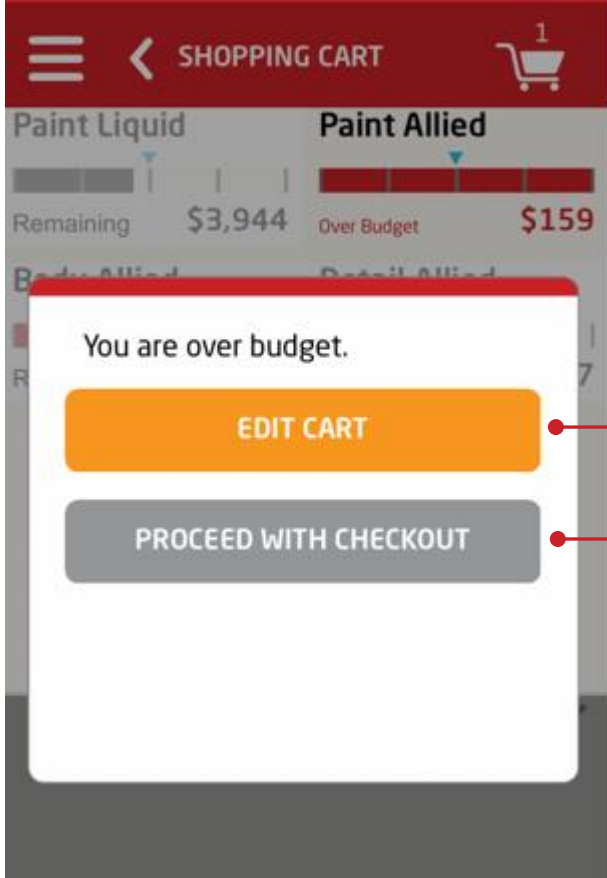 1
SHOPPING CART
Paint Liquid
Paint Allied
Remaining $3,944
Over Budget $159
You are over budget.
EDIT CART
PROCEED WITH CHECKOUT